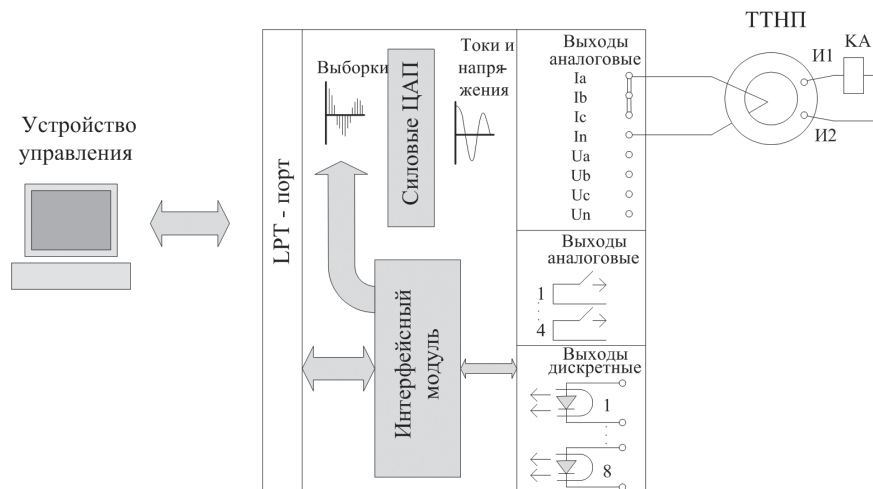 Устройство
управления
LPT - порт
Выборки
Силовые ЦАП
Токи и
напря-
жения
Интерфейсный
модуль
Выходы
аналоговые
Ia
Ib
Ic
In
Ua
Ub
Uc
Un
Выходы
аналоговые
1
4
Выходы
дискретные
1
8
ТТНП
И1
КА
И2